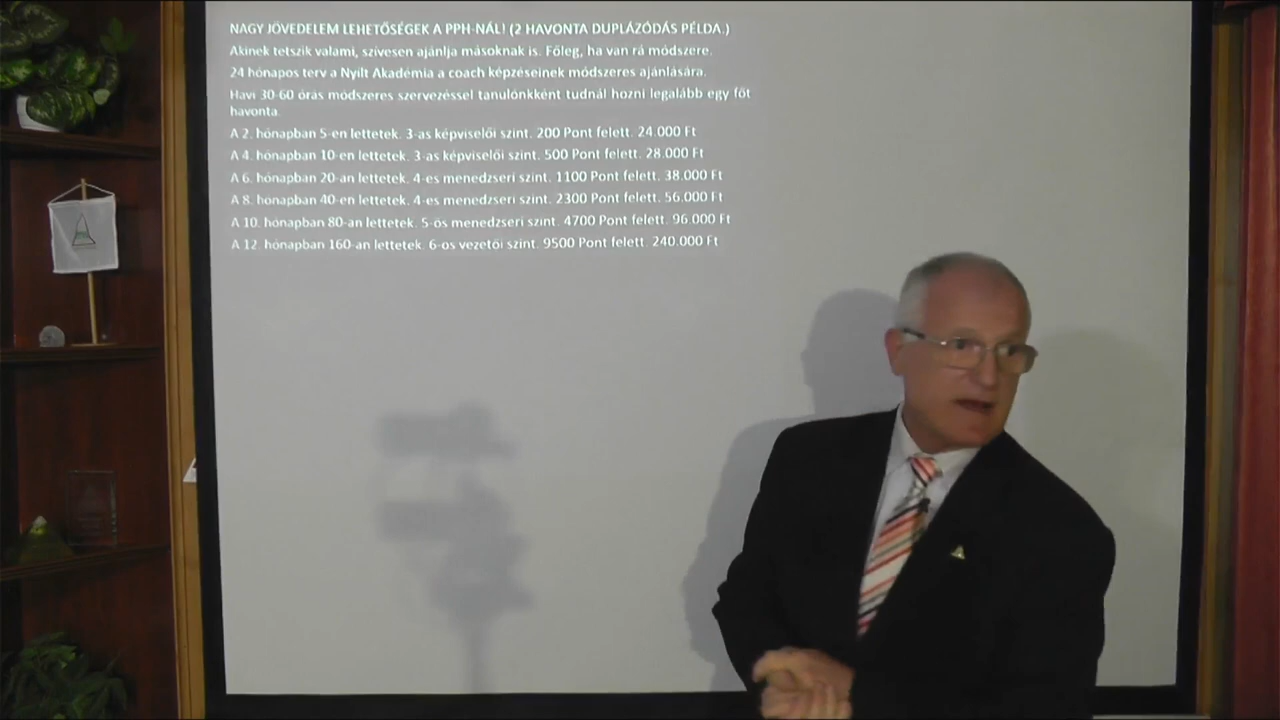 NAGY JÖVEDELEM LEHETŐSÉGEK A PPH-NÁL! (2 HAVONTA DUPLÁZÓDÁS PÉLDA.)
Akinek tetszik valami, szívesen ajánlja másoknak is. Főleg, ha van rá módszere.
24 hónapos terv a Nyílt Akadémia a coach képzéseinek módszeres ajánlására.
Havi 30-60 órás módszeres szervezéssel tanulónkként tudnál hozni legalább egy főt
havonta.
A 2. hónapban 5-en lettetek. 3-as képviselői szint. 200 Pont felett. 24.000 Ft
A 4. hónapban 10-en lettetek. 3-as képviselői szint. 500 Pont felett. 28.000 Ft
A 6. hónapban 20-an lettetek. 4-es menedzseri szint. 1100 Pont felett. 38.000 Ft
A 8. hónapban 40-en lettetek. 4-es menedzseri szint. 2300 Pont felett. 56.000 Ft
A 10. hónapban 80-an lettetek. 5-ös menedzseri szint. 4700 Pont felett. 96.000 Ft
A 12. hónapban 160-an lettetek. 6-os vezetői szint. 9500 Pont felett. 240.000 Ft